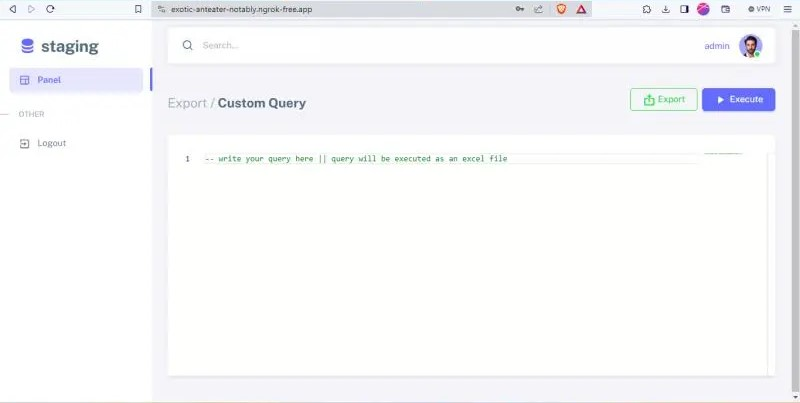 exotic-anteater-notably.ngrok-free.app
VPN
staging
Search...
admin
Panel
Export / Custom Query
Export
Execute
OTHER
Logout
1 -- write your query here || query will be executed as an excel file